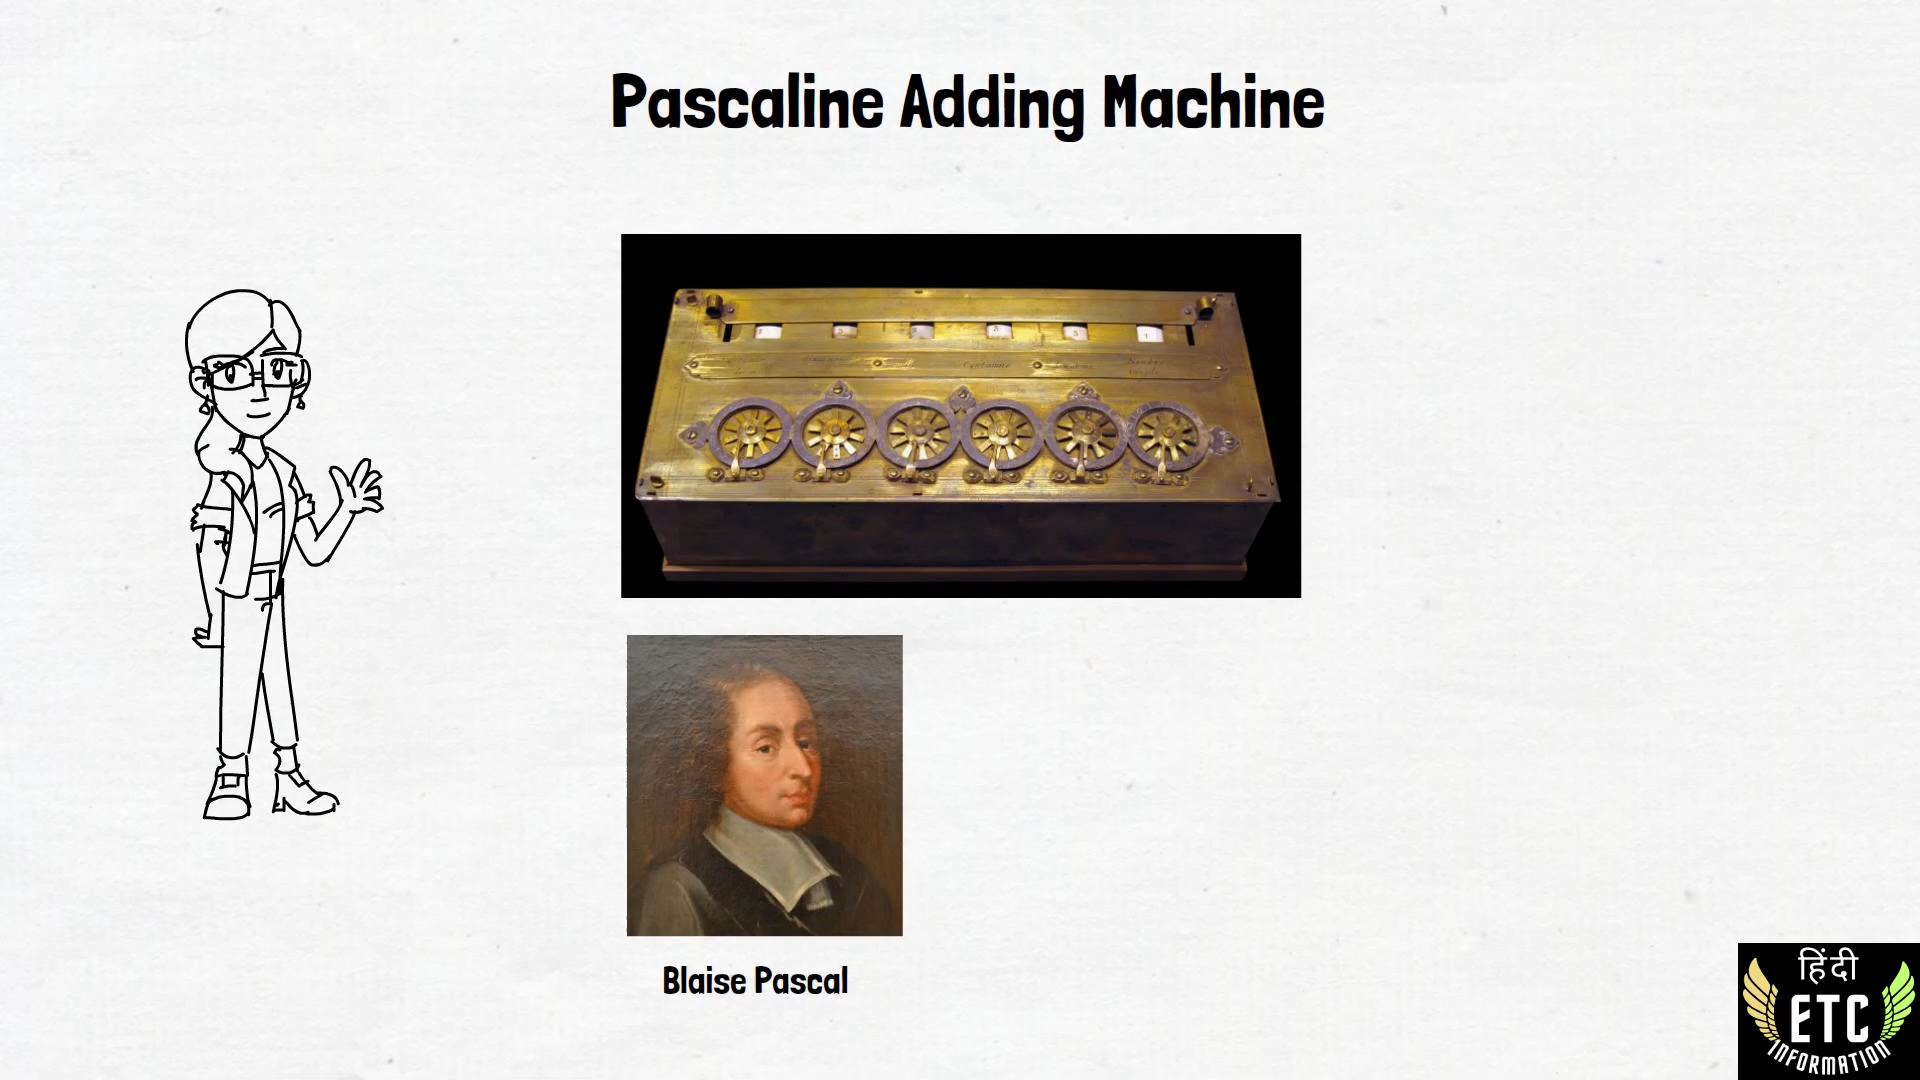 Pascaline Adding Machine
Blaise Pascal
हिंदी
ETC
INFORMATION